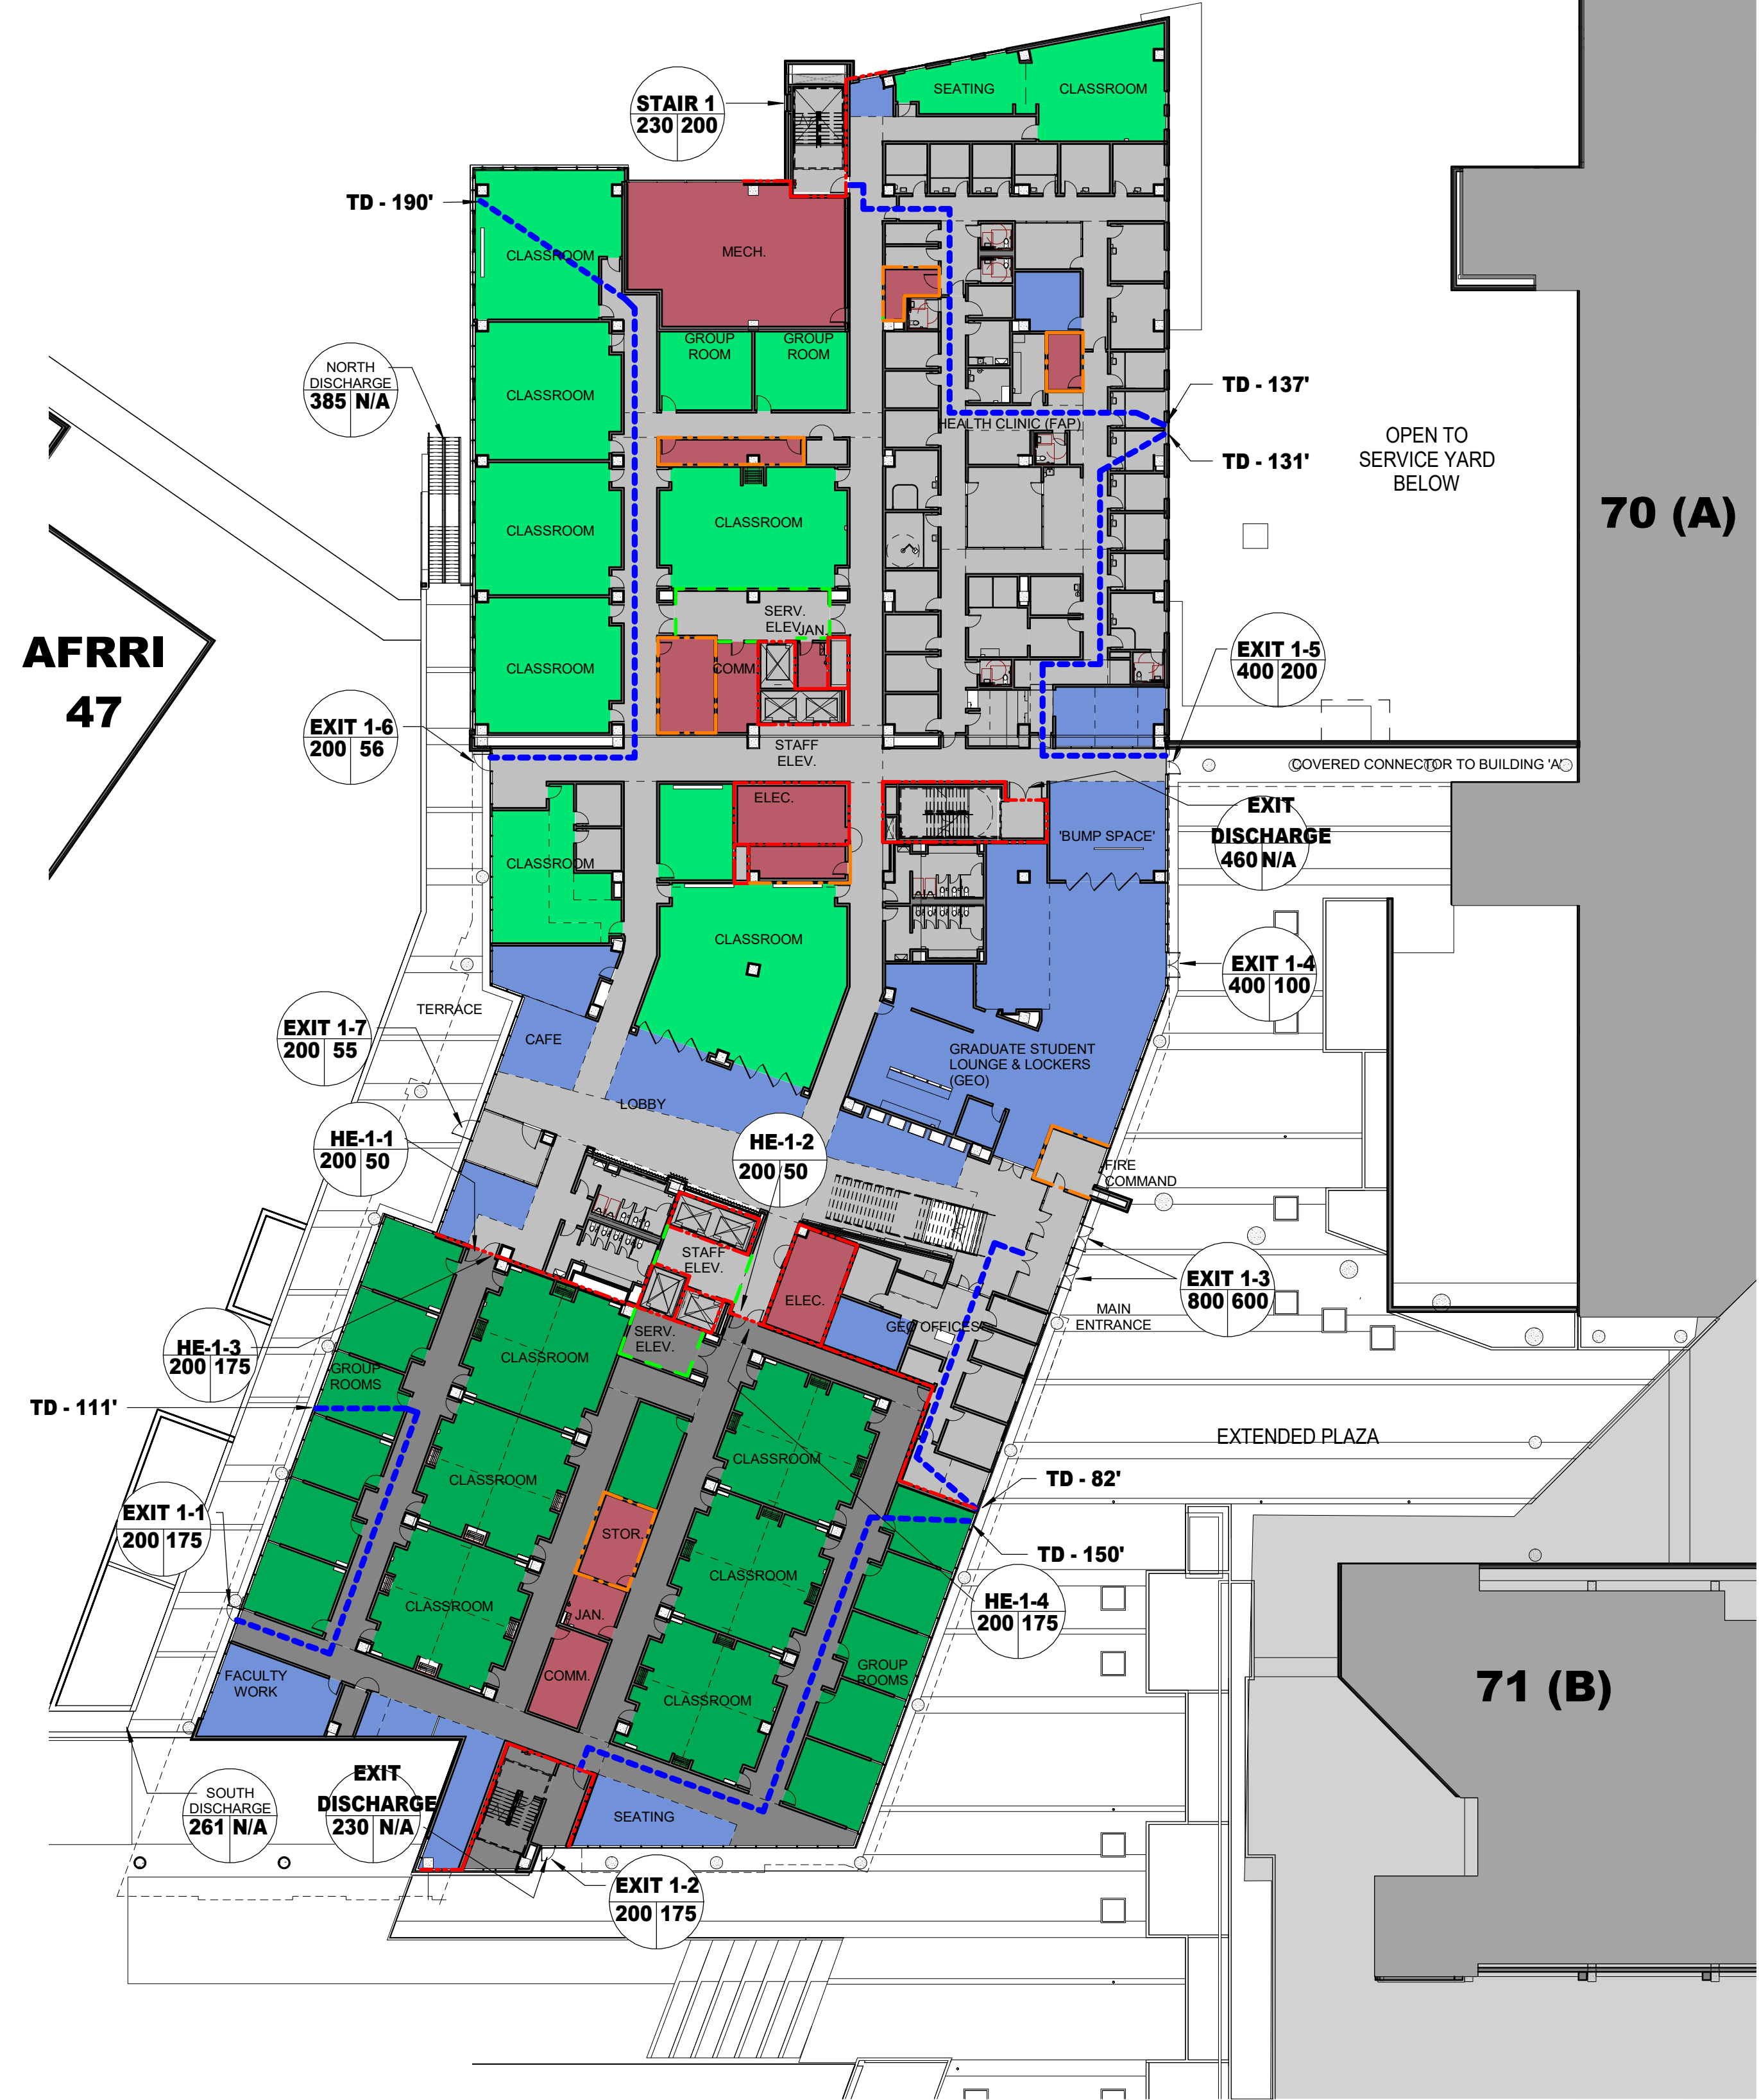 SEATING
CLASSROOM
STAIR 1
230 200
TD - 190'
CLASSROOM
MECH.
GROUP
ROOM
GROUP
ROOM
NORTH
DISCHARGE
385 N/A
CLASSROOM
TD - 137'
HEALTH CLINIC (FAP)
TD - 131'
OPEN TO
SERVICE YARD
BELOW
70 (A)
CLASSROOM
CLASSROOM
SERV.
ELEV.
JAN.
AFRRI
47
CLASSROOM
COMM.
EXIT 1-5
400 200
EXIT 1-6
200 56
STAFF
ELEV.
COVERED CONNECTOR TO BUILDING 'A'
ELEC.
EXIT
DISCHARGE
460 N/A
'BUMP SPACE'
CLASSROOM
CLASSROOM
EXIT 1-4
400 100
TERRACE
EXIT 1-7
200 55
CAFE
GRADUATE STUDENT
LOUNGE & LOCKERS
(GEO)
LOBBY
HE-1-1
200 50
HE-1-2
200 50
FIRE
COMMAND
STAFF
ELEV.
EXIT 1-3
800 600
ELEC.
MAIN
ENTRANCE
GEO OFFICES
SERV.
ELEV.
HE-1-3
200 175
CLASSROOM
GROUP
ROOMS
TD - 111'
EXTENDED PLAZA
CLASSROOM
CLASSROOM
TD - 82'
EXIT 1-1
200 175
STOR.
TD - 150'
CLASSROOM
HE-1-4
200 175
CLASSROOM
JAN.
FACULTY
WORK
COMM.
GROUP
ROOMS
CLASSROOM
71 (B)
SOUTH
DISCHARGE
261 N/A
EXIT
DISCHARGE
230 N/A
SEATING
EXIT 1-2
200 175